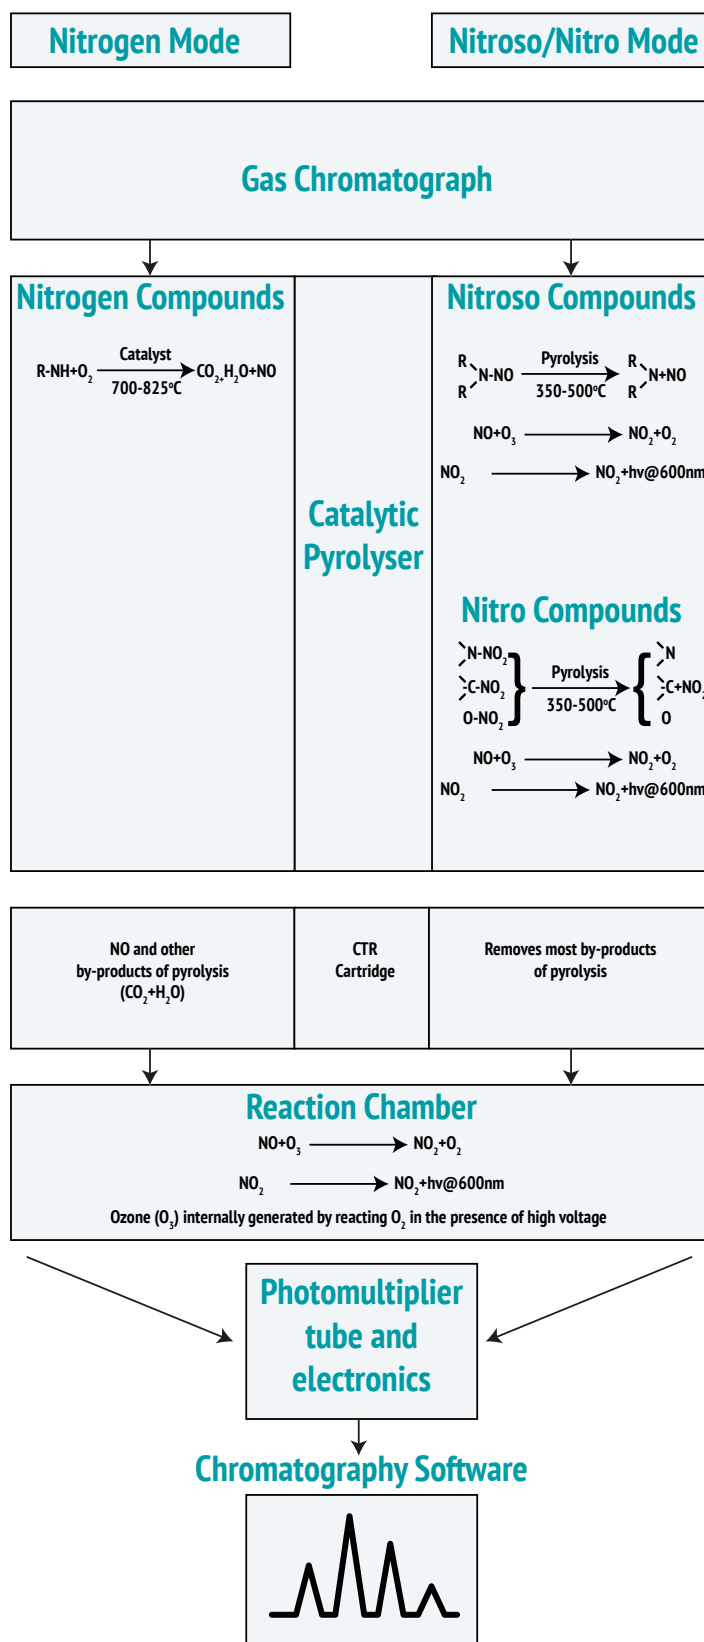 Nitrogen Mode
Nitroso/Nitro Mode
Gas Chromatograph
Nitrogen Compounds
R-NH+O₂
Catalyst
700-825ºC
CO₂₊H₂O+NO
Catalytic
Pyrolyser
Nitroso Compounds
R
R
N-NO
Pyrolysis
350-500ºC
R
R
N+NO
NO+O₃
NO₂+O₂
NO₂
NO₂+hv@600nm
Nitro Compounds
N-NO₂
C-NO₂
O-NO₂
}
Pyrolysis
350-500ºC
{
N
C+NO₂
O
NO+O₃
NO₂+O₂
NO₂
NO₂+hv@600nm
NO and other
by-products of pyrolysis
(CO₂+H₂O)
CTR
Cartridge
Removes most by-products
of pyrolysis
Reaction Chamber
NO+O₃
NO₂+O₂
NO₂
NO₂+hv@600nm
Ozone (O₃) internally generated by reacting O₂ in the presence of high voltage
Photomultiplier
tube and
electronics
Chromatography Software